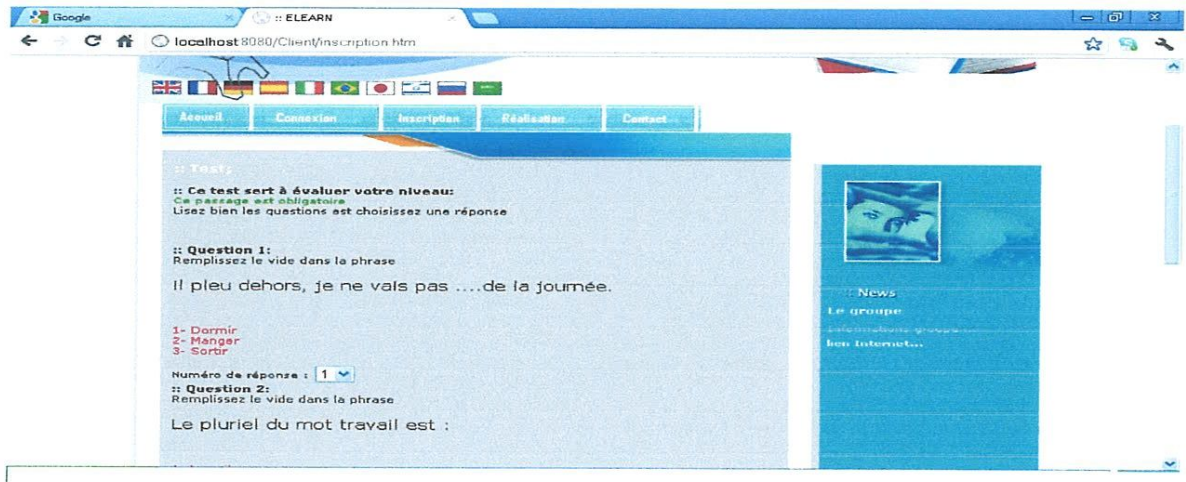 Google
:: ELEARN
localhost:8080/Client/inscription.htm
Accueil Connexion Inscription Réalisation Contact
:: Test;
:: Ce test sert à évaluer votre niveau:
Ce passage est obligatoire
Lisez bien les questions est choisissez une réponse
:: Question 1:
Remplissez le vide dans la phrase
Il pleu dehors, je ne vais pas ....de la journée.
1- Dormir
2- Manger
3- Sortir
Numéro de réponse : 1
:: Question 2:
Remplissez le vide dans la phrase
Le pluriel du mot travail est :
:: News
Le groupe
Informations groupe...
lien Internet...